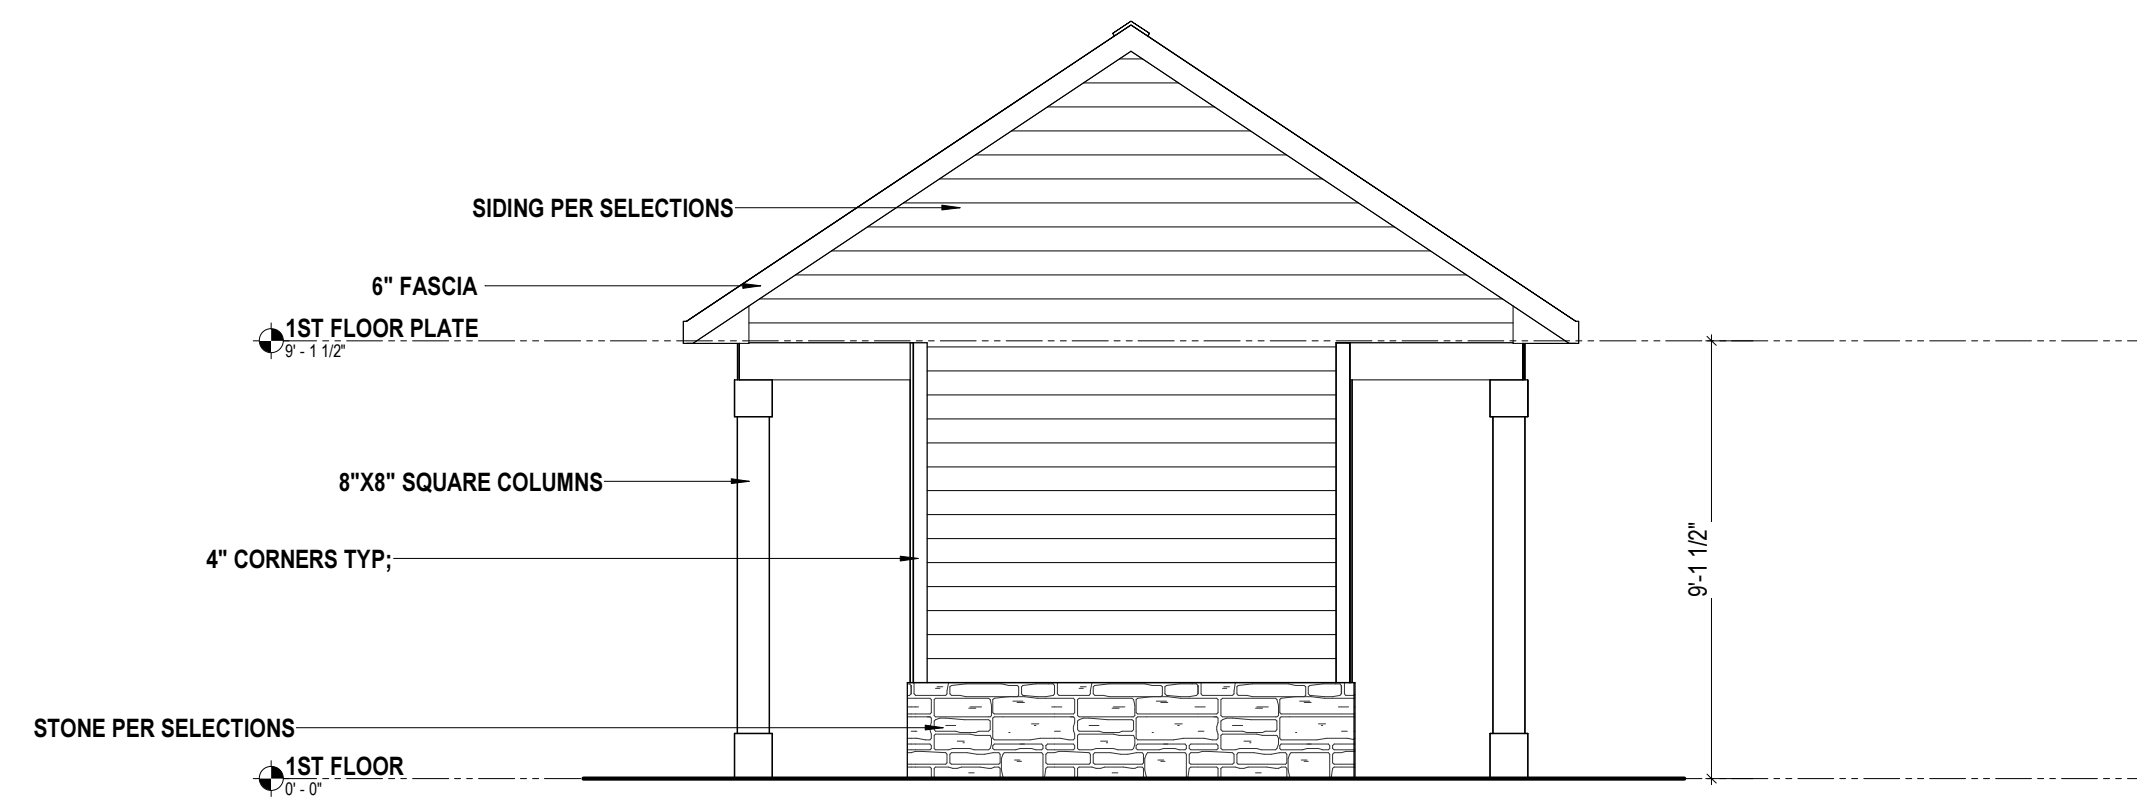 SIDING PER SELECTIONS
6" FASCIA
1ST FLOOR PLATE
9' - 1 1/2"
8"X8" SQUARE COLUMNS
4" CORNERS TYP;
9'-1 1/2"
STONE PER SELECTIONS
1ST FLOOR
0' - 0"